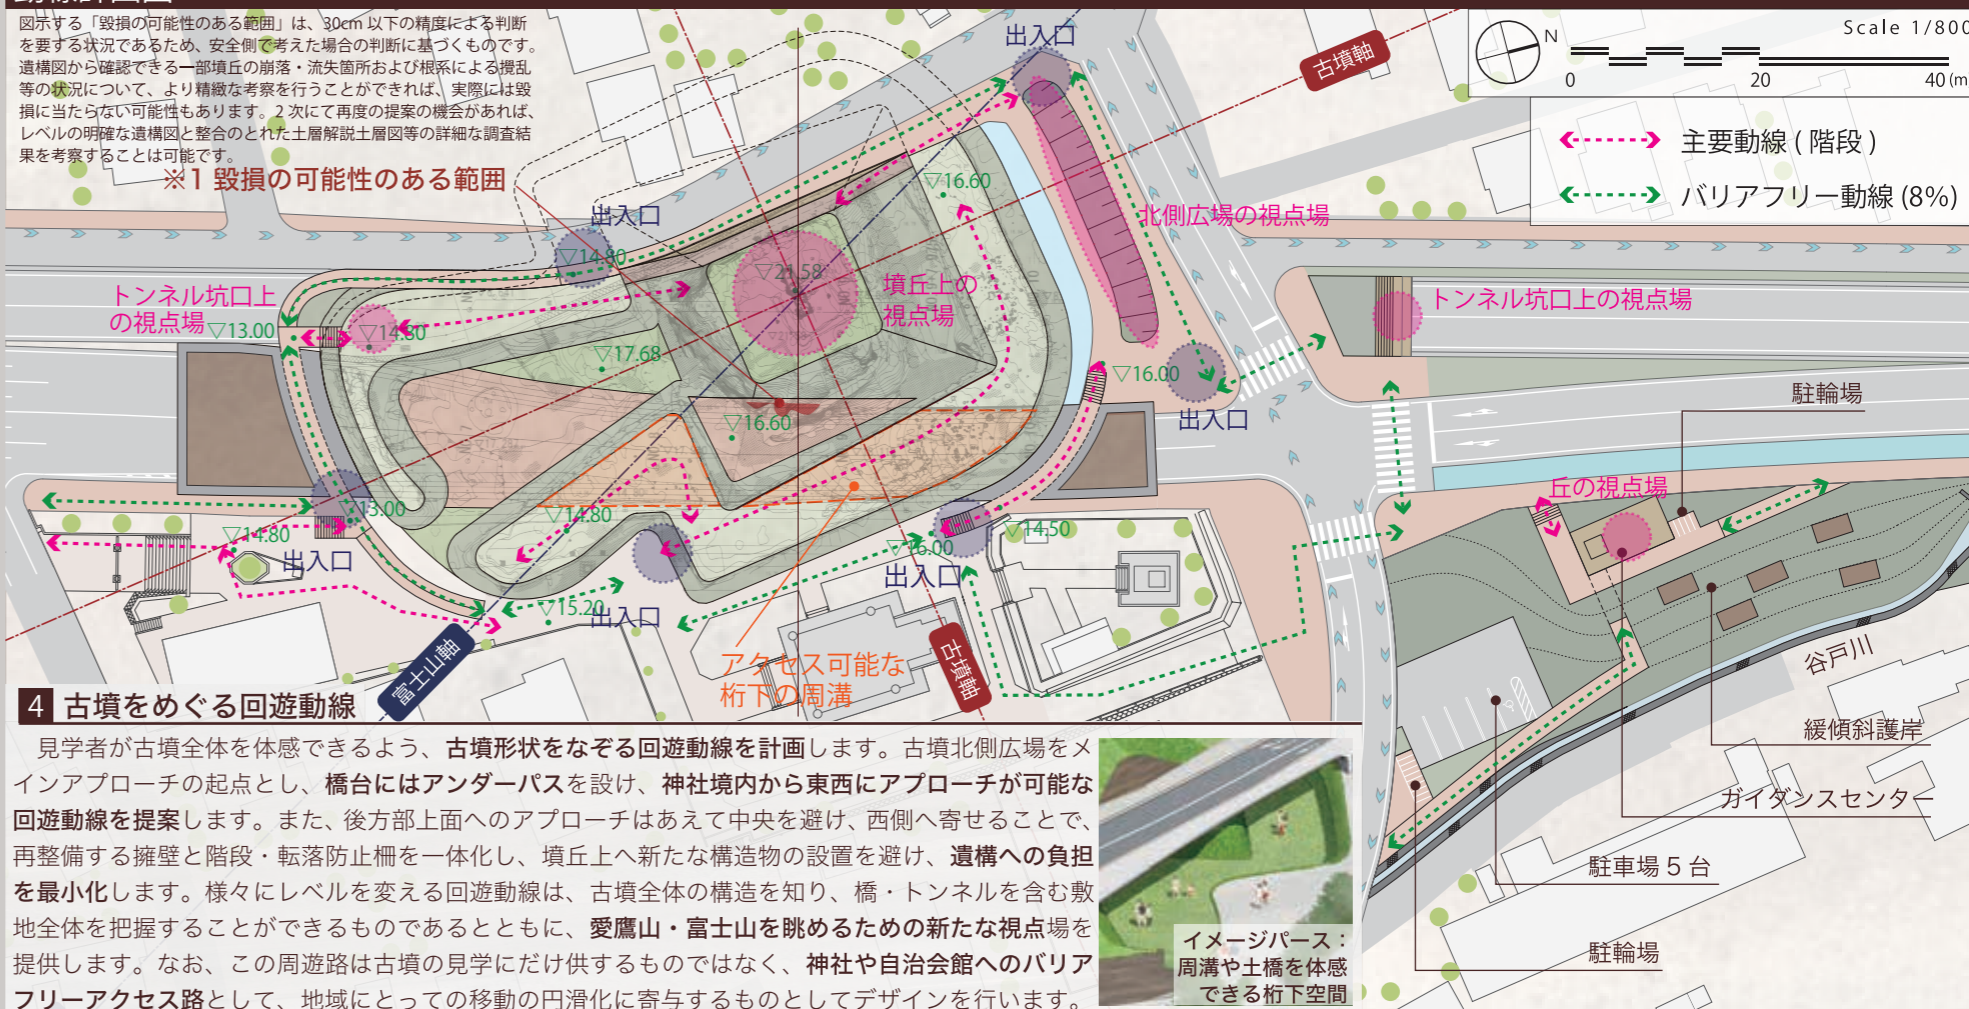 図示する「毀損の可能性のある範囲」は、30cm 以下の精度による判断
を要する状況であるため、安全側で考えた場合の判断に基づくものです。
遺構図から確認できる一部墳丘の崩落・流失箇所および根系による攪乱
等の状況について、より精緻な考察を行うことができれば、実際には毀
損に当たらない可能性もあります。2 次にて再度の提案の機会があれば、
レベルの明確な遺構図と整合のとれた土層解説土層図等の詳細な調査結
果を考察することは可能です。
※1 毀損の可能性のある範囲
出入口
古墳軸
N
Scale 1/800
0
20
40 (m
主要動線 ( 階段 )
バリアフリー動線 (8%)
▽16.60
出入口
北側広場の視点場
▽14.80
▽21.58
墳丘上の
視点場
トンネル坑口上
の視点場
▽13.00
▽14.80
トンネル坑口上の視点場
▽17.68
▽16.00
駐輪場
▽16.60
出入口
丘の視点場
▽13.00
▽14.80
▽14.80
▽14.50
▽16.00
出入口
出入口
▽15.20
出入口
富士山軸
アクセス可能な
桁下の周溝
古墳軸
谷戸川
緩傾斜護岸
ガイダンスセンター
駐車場 5 台
駐輪場
4 古墳をめぐる回遊動線
見学者が古墳全体を体感できるよう、古墳形状をなぞる回遊動線を計画します。古墳北側広場をメ
インアプローチの起点とし、橋台にはアンダーパスを設け、神社境内から東西にアプローチが可能な
回遊動線を提案します。また、後方部上面へのアプローチはあえて中央を避け、西側へ寄せることで、
再整備する擁壁と階段・転落防止柵を一体化し、墳丘上へ新たな構造物の設置を避け、遺構への負担
を最小化します。様々にレベルを変える回遊動線は、古墳全体の構造を知り、橋・トンネルを含む敷
地全体を把握することができるものであるとともに、愛鷹山・富士山を眺めるための新たな視点場を
提供します。なお、この周遊路は古墳の見学にだけ供するものではなく、神社や自治会館へのバリア
フリーアクセス路として、地域にとっての移動の円滑化に寄与するものとしてデザインを行います。
イメージパース：
周溝や土橋を体感
できる桁下空間